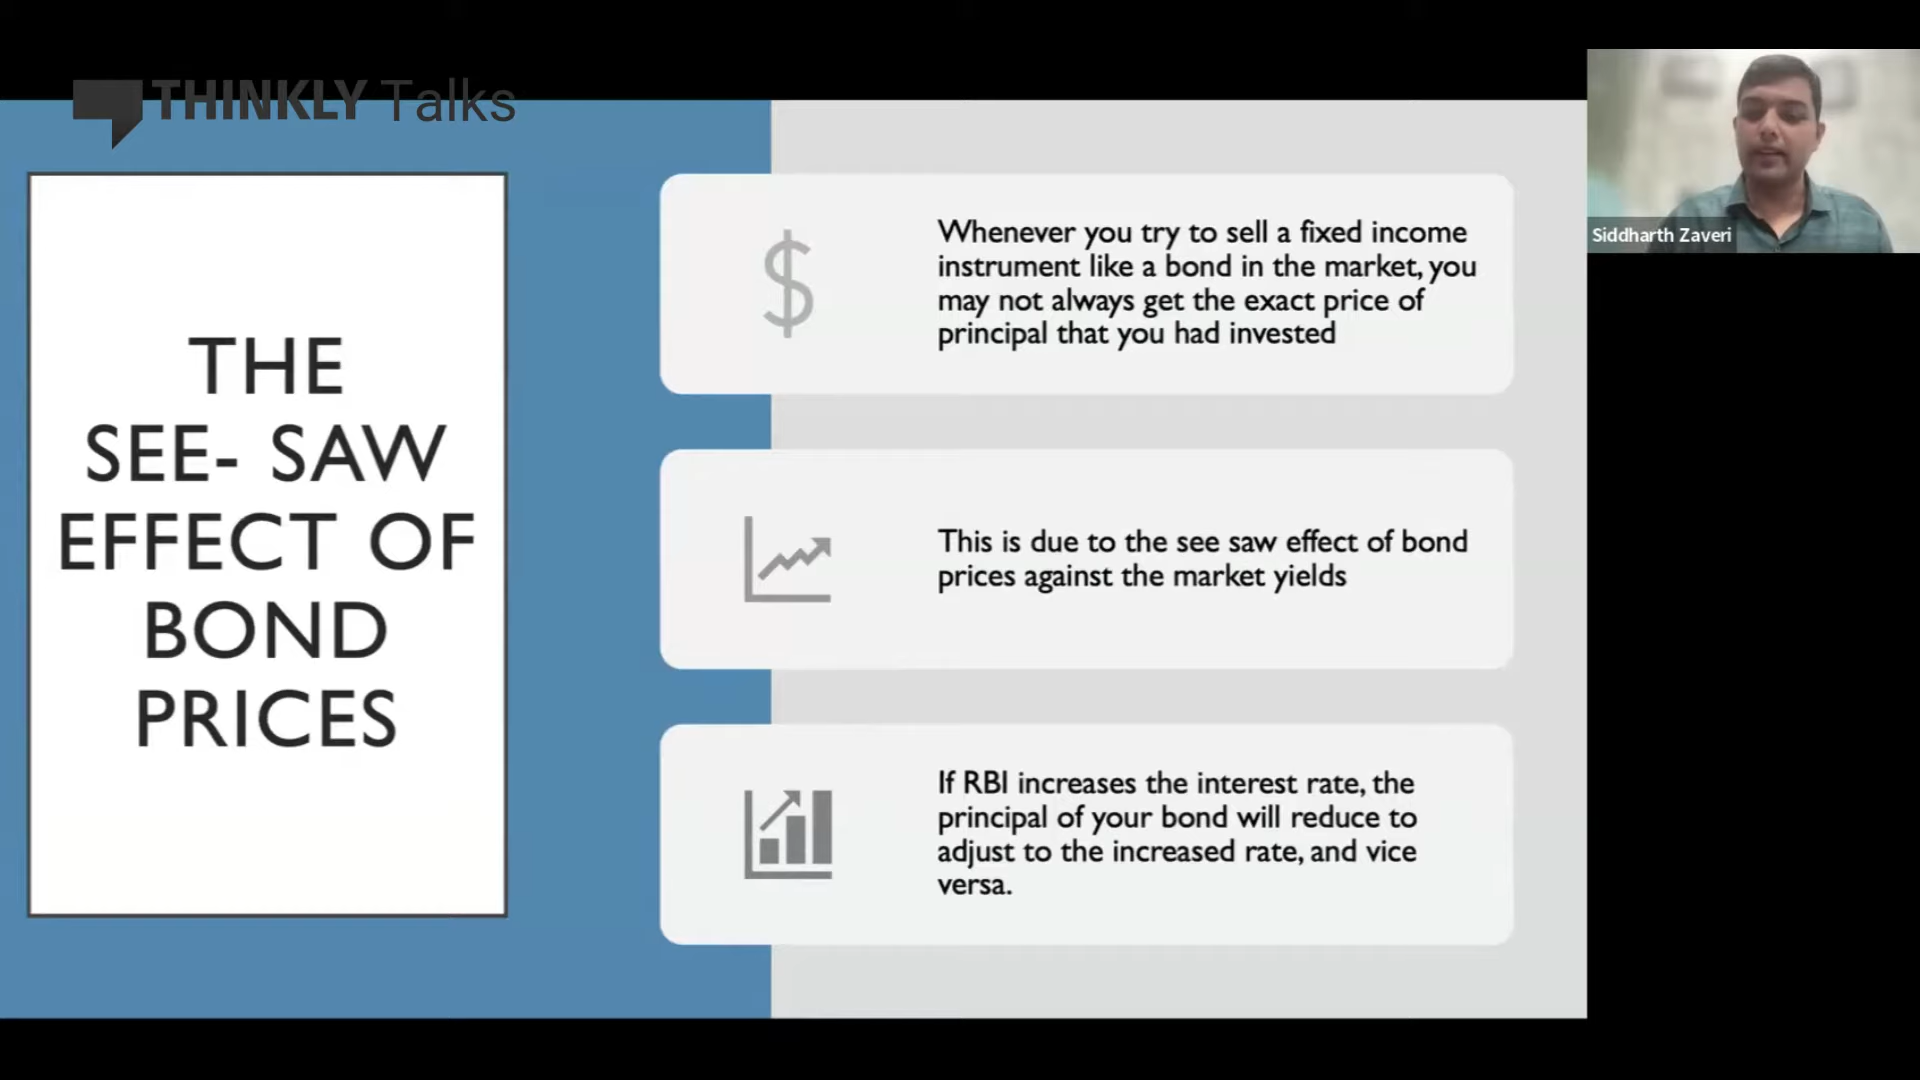 THINKLY Talks
THE
SEE- SAW
EFFECT OF
BOND
PRICES
Whenever you try to sell a fixed income
instrument like a bond in the market, you
may not always get the exact price of
principal that you had invested
This is due to the see saw effect of bond
prices against the market yields
If RBI increases the interest rate, the
principal of your bond will reduce to
adjust to the increased rate, and vice
versa.
Siddharth Zaveri